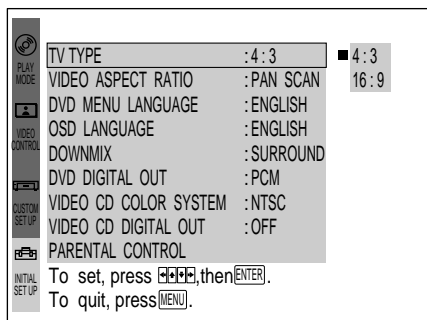 PLAY
MODE
VIDEO
CONTROL
CUSTOM
SET UP
INITIAL
SET UP
TV TYPE :4:3
VIDEO ASPECT RATIO :PAN SCAN
DVD MENU LANGUAGE :ENGLISH
OSD LANGUAGE :ENGLISH
DOWNMIX :SURROUND
DVD DIGITAL OUT :PCM
VIDEO CD COLOR SYSTEM :NTSC
VIDEO CD DIGITAL OUT :OFF
PARENTAL CONTROL
To set, press ,then ENTER.
To quit, press MENU.
4:3
16:9